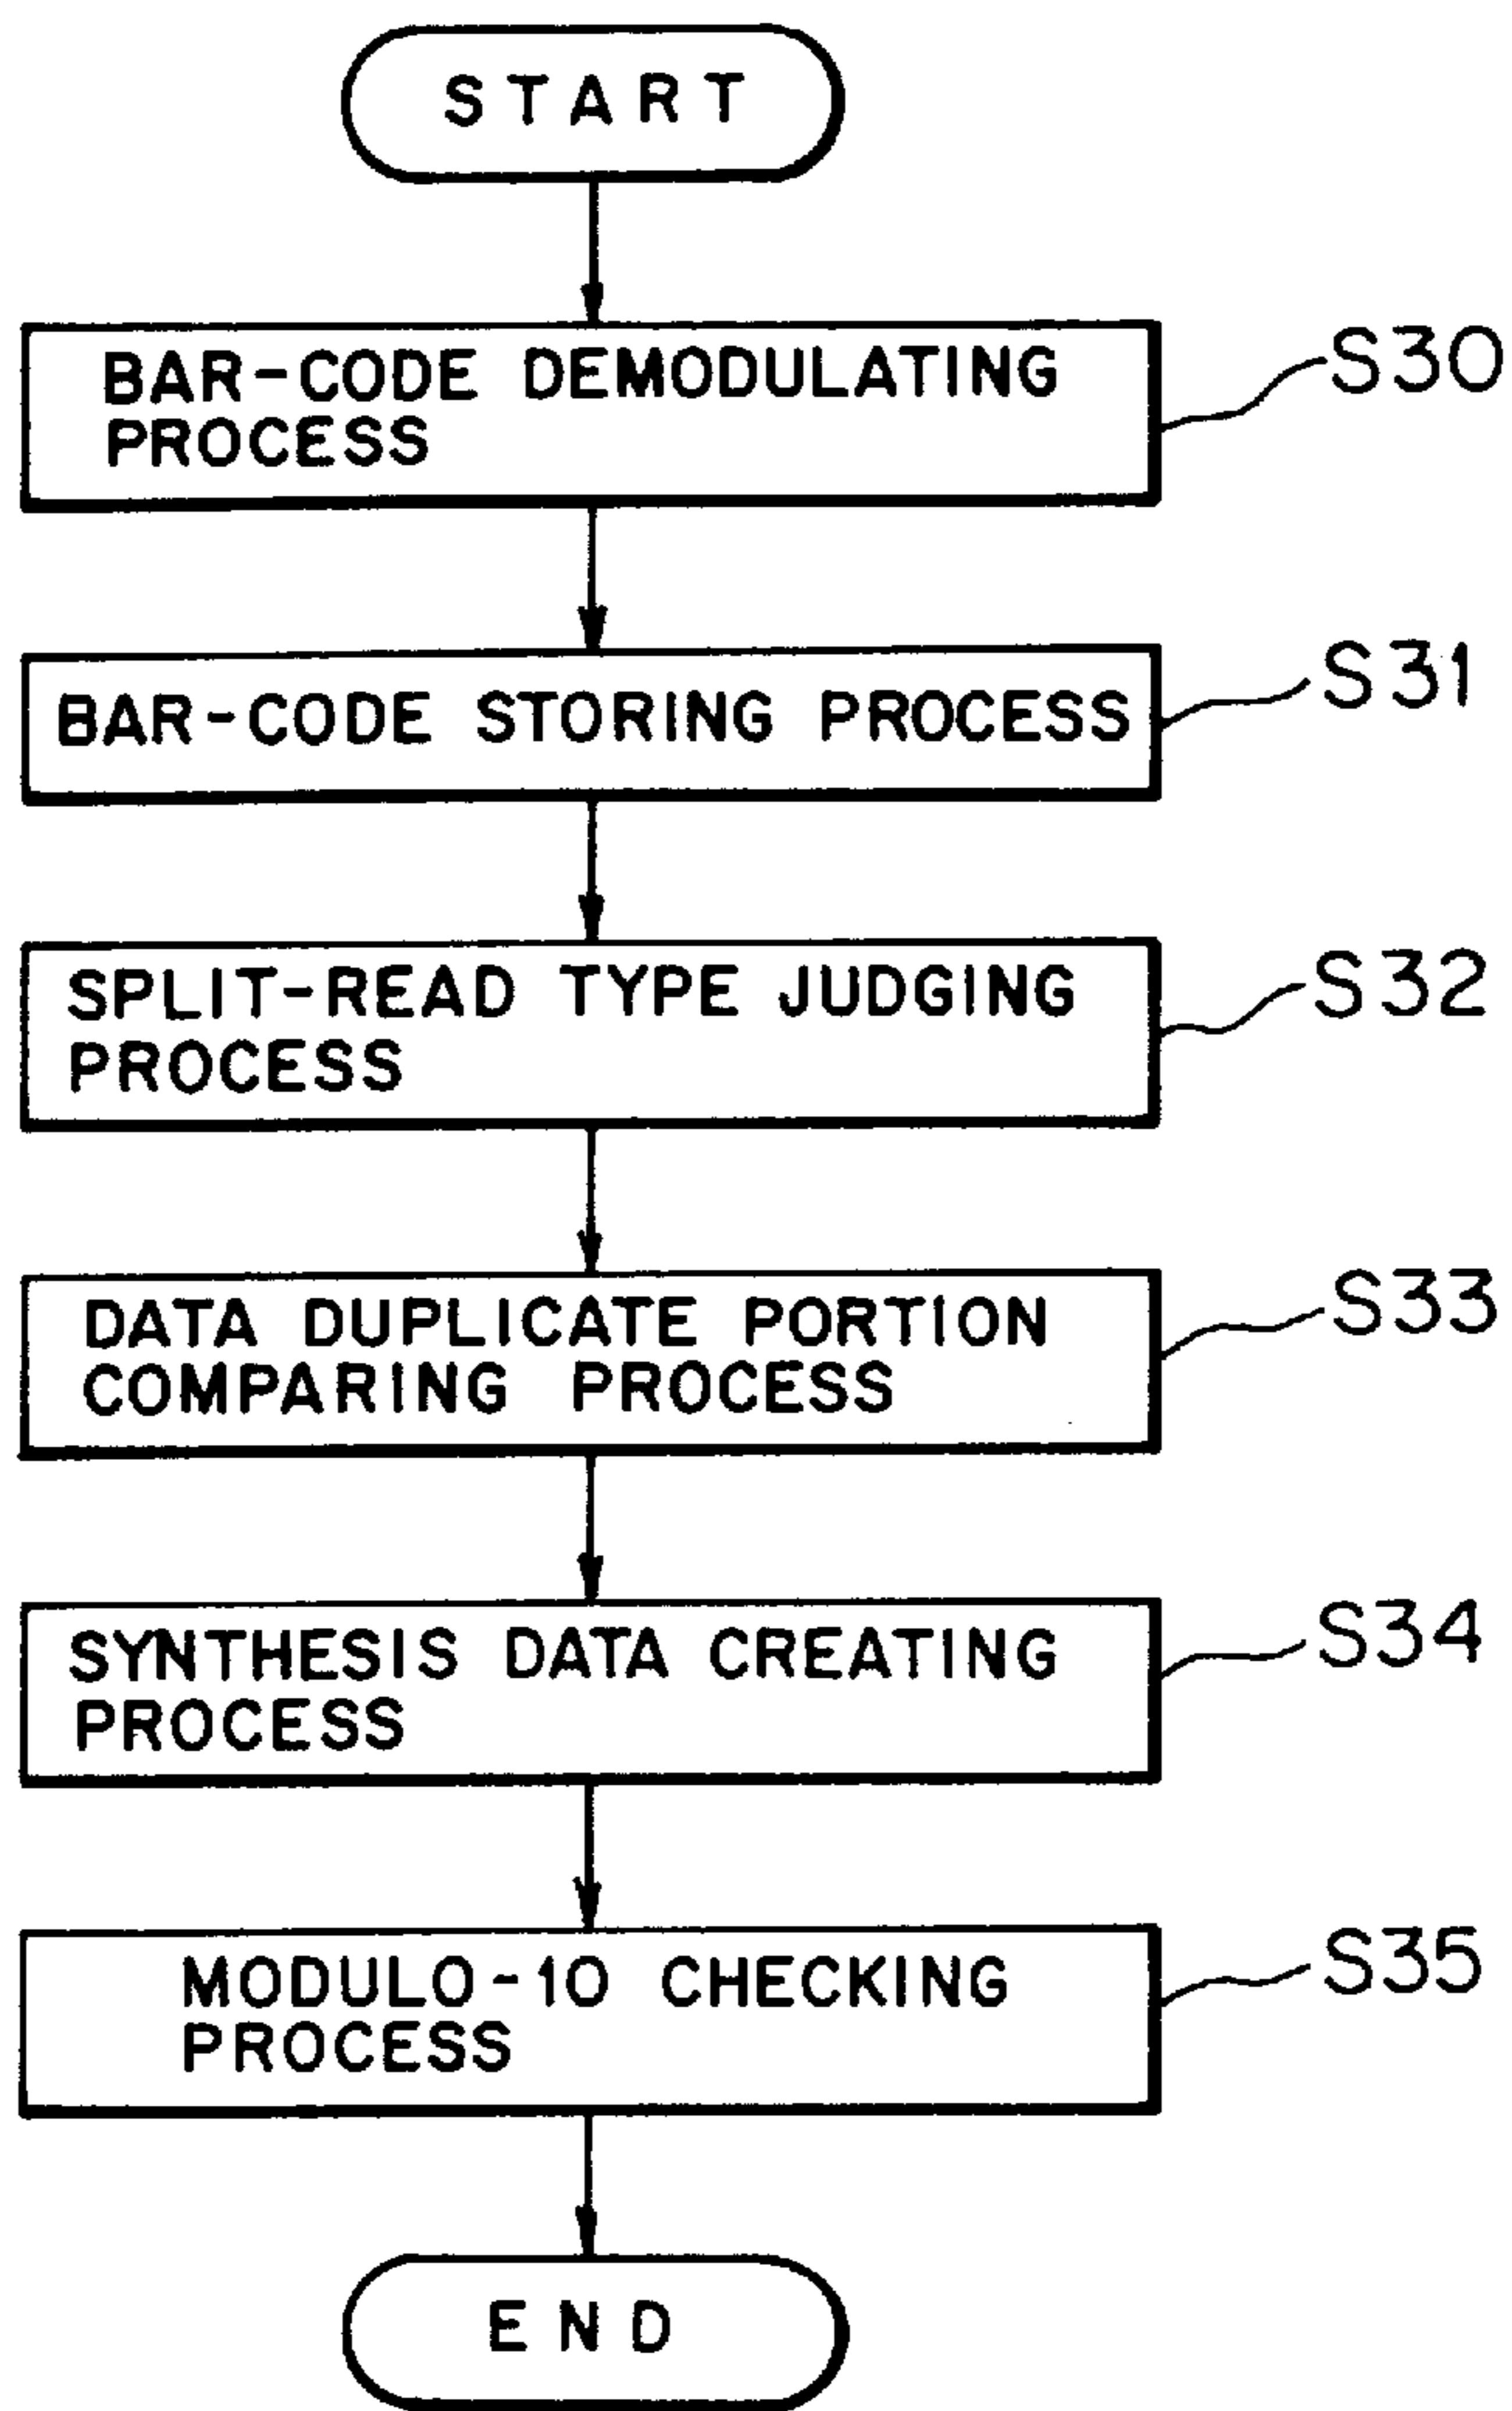 START
BAR-CODE DEMODULATING
PROCESS
S30
BAR-CODE STORING PROCESS
S31
SPLIT-READ TYPE JUDGING
PROCESS
S32
DATA DUPLICATE PORTION
COMPARING PROCESS
S33
SYNTHESIS DATA CREATING
PROCESS
S34
MODULO-10 CHECKING
PROCESS
S35
END